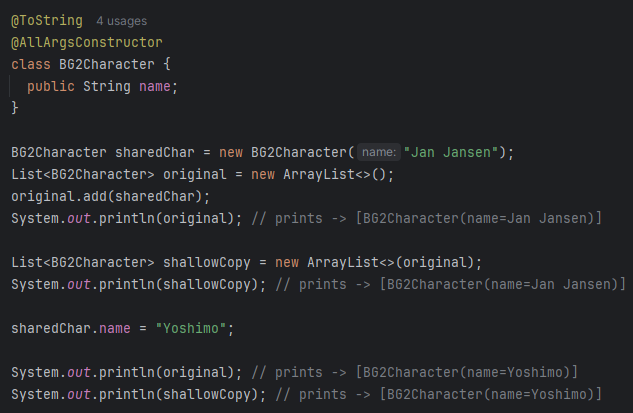 @ToString 4 usages
@AllArgsConstructor
class BG2Character {
  public String name;
}
BG2Character sharedChar = new BG2Character( name: "Jan Jansen");
List<BG2Character> original = new ArrayList<>();
original.add(sharedChar);
System.out.println(original); // prints -> [BG2Character(name=Jan Jansen)]
List<BG2Character> shallowCopy = new ArrayList<>(original);
System.out.println(shallowCopy); // prints -> [BG2Character(name=Jan Jansen)]
sharedChar.name = "Yoshimo";
System.out.println(original); // prints -> [BG2Character(name=Yoshimo)]
System.out.println(shallowCopy); // prints -> [BG2Character(name=Yoshimo)]